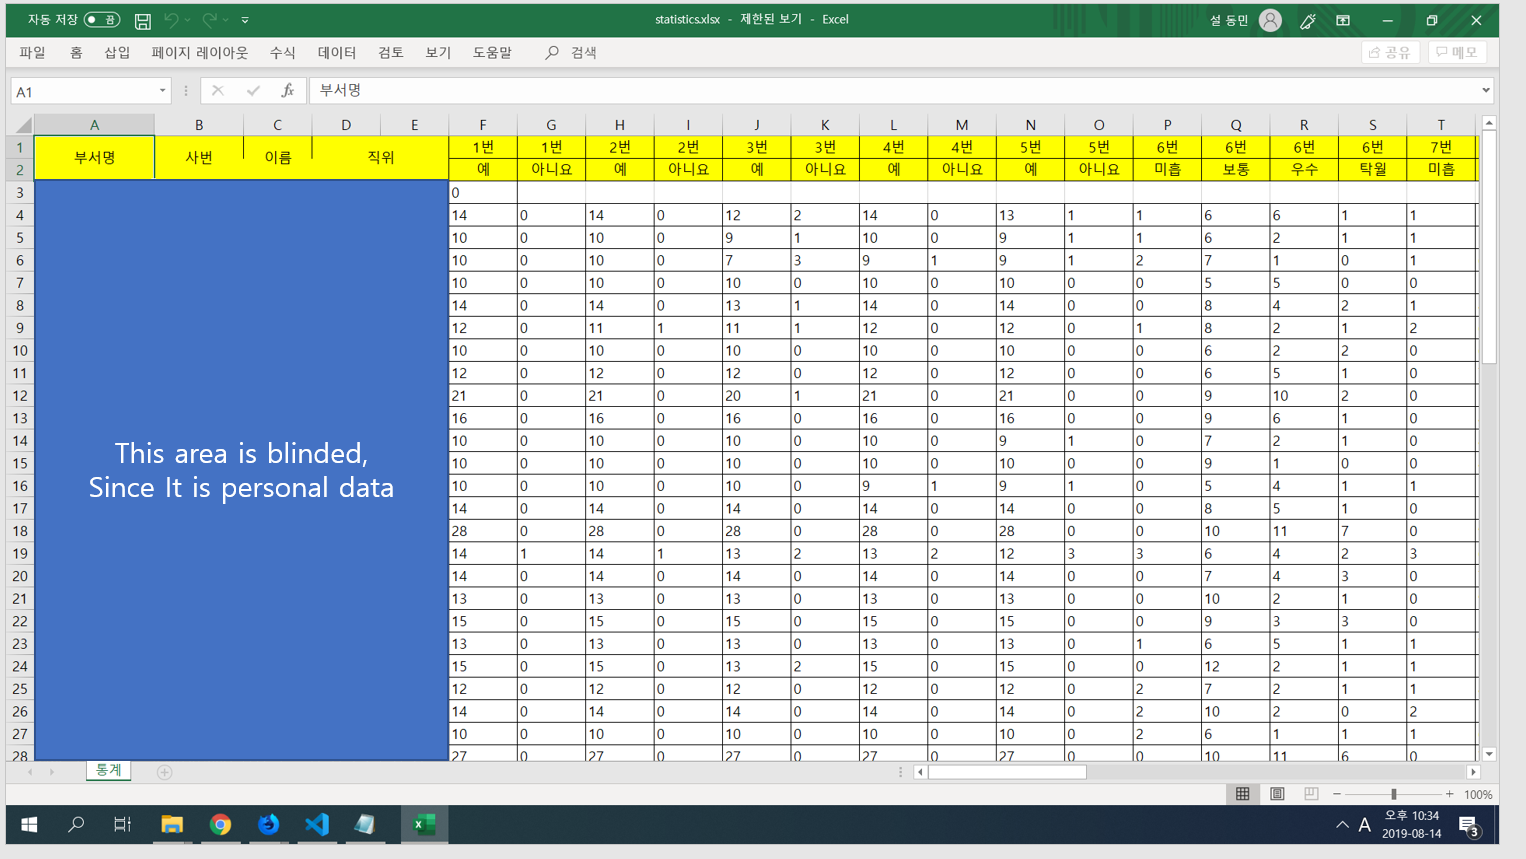 자동 저장 끔 statistics.xlsx - 제한된 보기 - Excel 설 동민
파일 홈 삽입 페이지 레이아웃 수식 데이터 검토 보기 도움말 검색 공유 메모
A1 fx 부서명
A B C D E F G H I J K L M N O P Q R S T
1 부서명 사번 이름 직위 1번 1번 2번 2번 3번 3번 4번 4번 5번 5번 6번 6번 6번 6번 7번
2 예 아니요 예 아니요 예 아니요 예 아니요 예 아니요 미흡 보통 우수 탁월 미흡
3 0
4 14 0 14 0 12 2 14 0 13 1 1 6 6 1 1
5 10 0 10 0 9 1 10 0 9 1 1 6 2 1 1
6 10 0 10 0 7 3 9 1 9 1 2 7 1 0 1
7 10 0 10 0 10 0 10 0 10 0 0 5 5 0 0
8 14 0 14 0 13 1 14 0 14 0 0 8 4 2 1
9 12 0 11 1 11 1 12 0 12 0 1 8 2 1 2
10 10 0 10 0 10 0 10 0 10 0 0 6 2 2 0
11 12 0 12 0 12 0 12 0 12 0 0 6 5 1 0
12 21 0 21 0 20 1 21 0 21 0 0 9 10 2 0
13 16 0 16 0 16 0 16 0 16 0 0 9 6 1 0
14 10 0 10 0 10 0 10 0 9 1 0 7 2 1 0
15 10 0 10 0 10 0 10 0 10 0 0 9 1 0 0
16 10 0 10 0 10 0 9 1 9 1 0 5 4 1 1
17 14 0 14 0 14 0 14 0 14 0 0 8 5 1 0
18 28 0 28 0 28 0 28 0 28 0 0 10 11 7 0
19 14 1 14 1 13 2 13 2 12 3 3 6 4 2 3
20 14 0 14 0 14 0 14 0 14 0 0 7 4 3 0
21 13 0 13 0 13 0 13 0 13 0 0 10 2 1 0
22 15 0 15 0 15 0 15 0 15 0 0 9 3 3 0
23 13 0 13 0 13 0 13 0 13 0 1 6 5 1 1
24 15 0 15 0 13 2 15 0 15 0 0 12 2 1 1
25 12 0 12 0 12 0 12 0 12 0 2 7 2 1 1
26 14 0 14 0 14 0 14 0 14 0 2 10 2 0 2
27 10 0 10 0 10 0 10 0 10 0 2 6 1 1 1
28 27 0 27 0 27 0 27 0 27 0 0 10 11 6 0
This area is blinded,
Since It is personal data
통계
100%
A 오후 10:34
2019-08-14 3